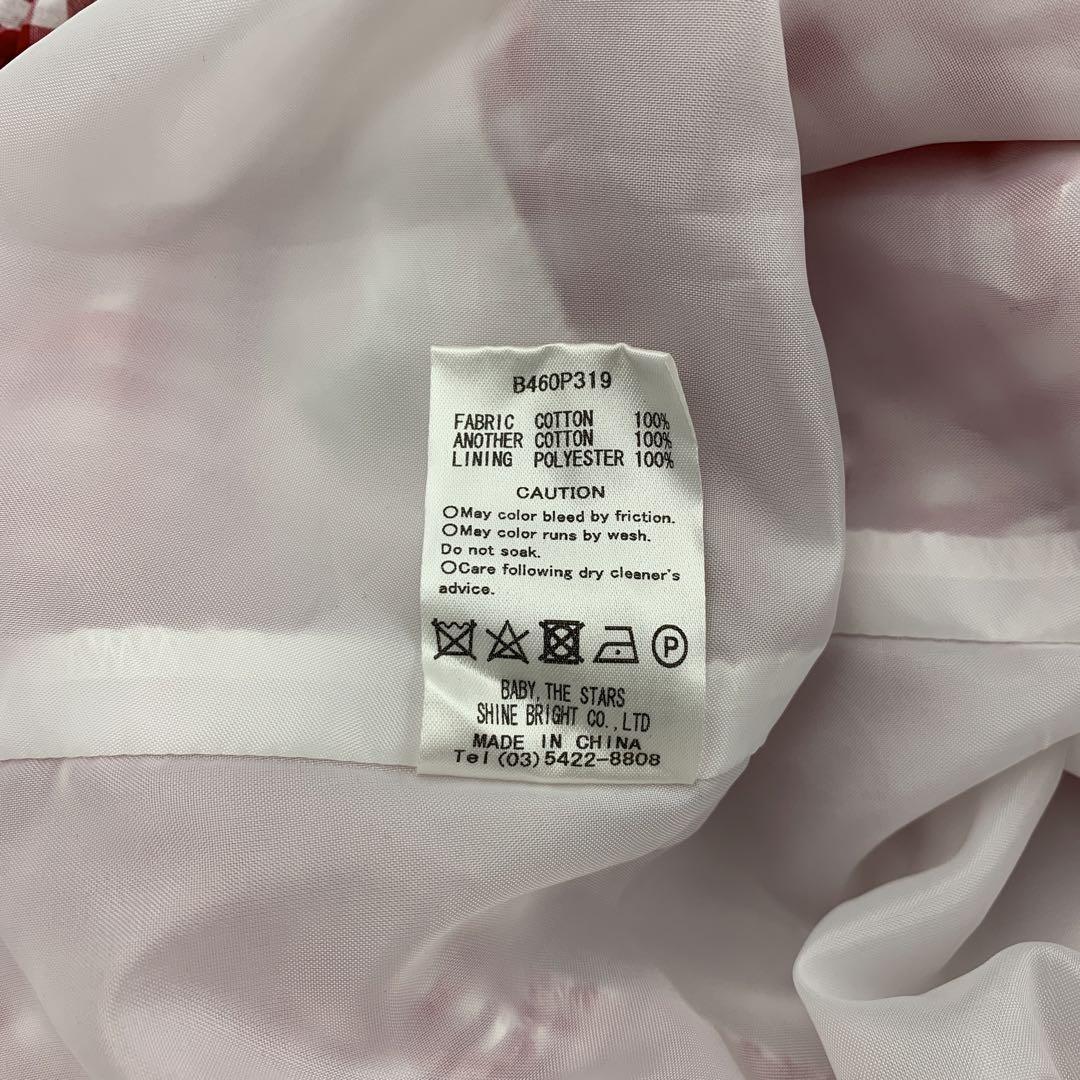 B460P319
FABRIC COTTON 100%
ANOTHER COTTON 100%
LINING POLYESTER 100%
CAUTION
○May color bleed by friction.
○May color runs by wash.
Do not soak.
○Care following dry cleaner's
advice.
P
BABY, THE STARS
SHINE BRIGHT CO., LTD
MADE IN CHINA
Tel (03)5422-8808